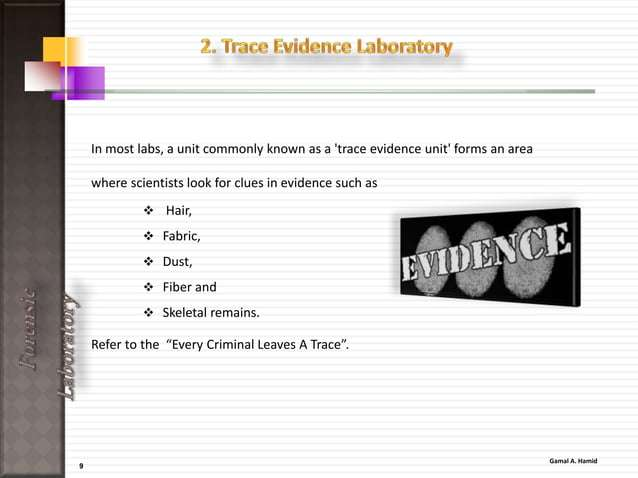 2. Trace Evidence Laboratory
In most labs, a unit commonly known as a 'trace evidence unit' forms an area
where scientists look for clues in evidence such as
❖ Hair,
❖ Fabric,
❖ Dust,
❖ Fiber and
❖ Skeletal remains.
EVIDENCE
Refer to the “Every Criminal Leaves A Trace”.
Forensic
Laboratory
Gamal A. Hamid
9